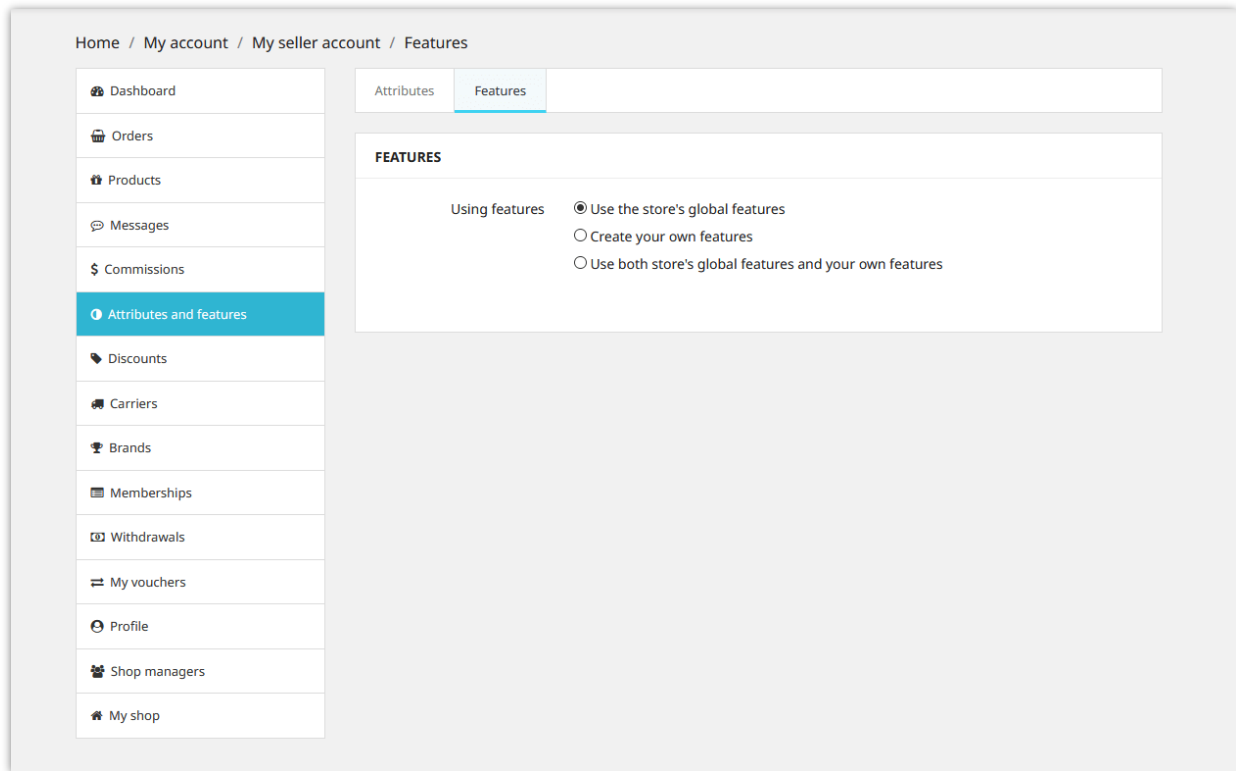 Home / My account / My seller account / Features
Dashboard
Orders
Products
Messages
$ Commissions
Attributes and features
Discounts
Carriers
Brands
Memberships
Withdrawals
My vouchers
Profile
Shop managers
My shop
Attributes Features
FEATURES
Using features
Use the store's global features
Create your own features
Use both store's global features and your own features